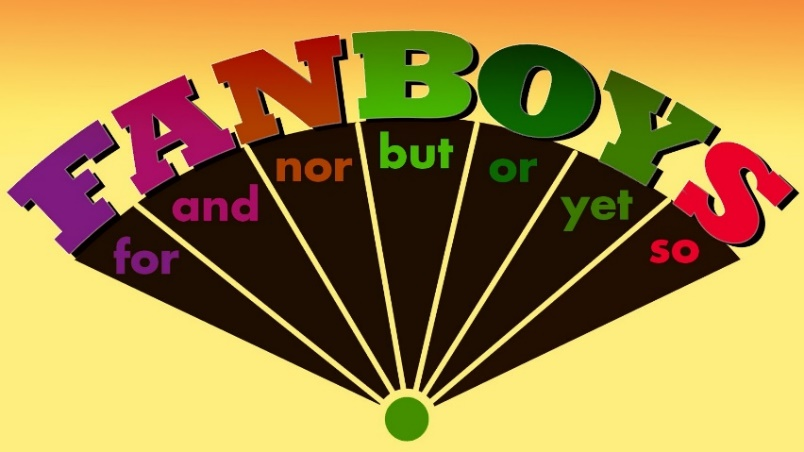 FANBOYS
for
and
nor
but
or
yet
so